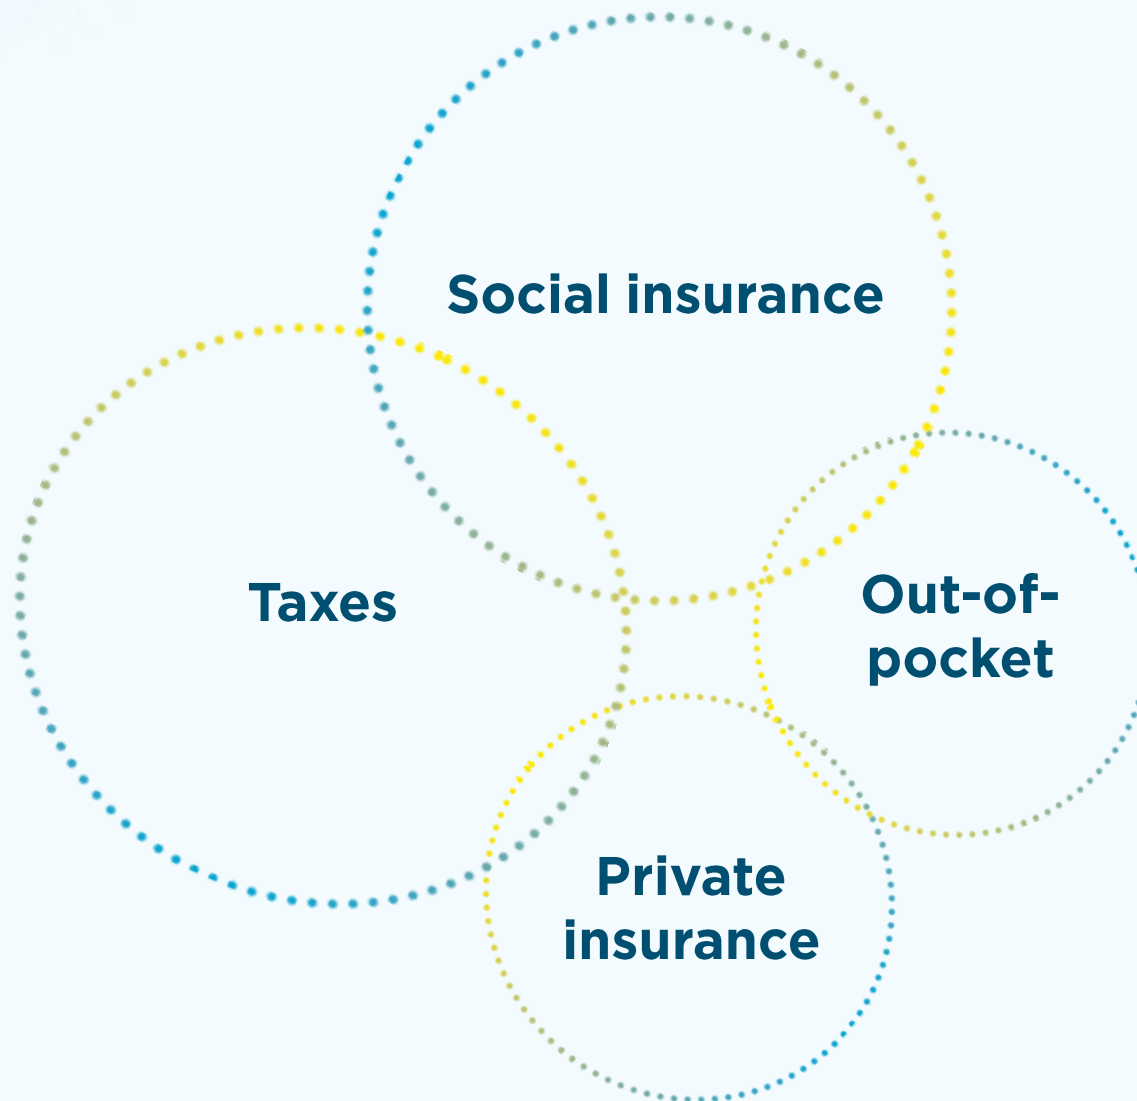 Social insurance
Taxes
Out-of-
pocket
Private
insurance